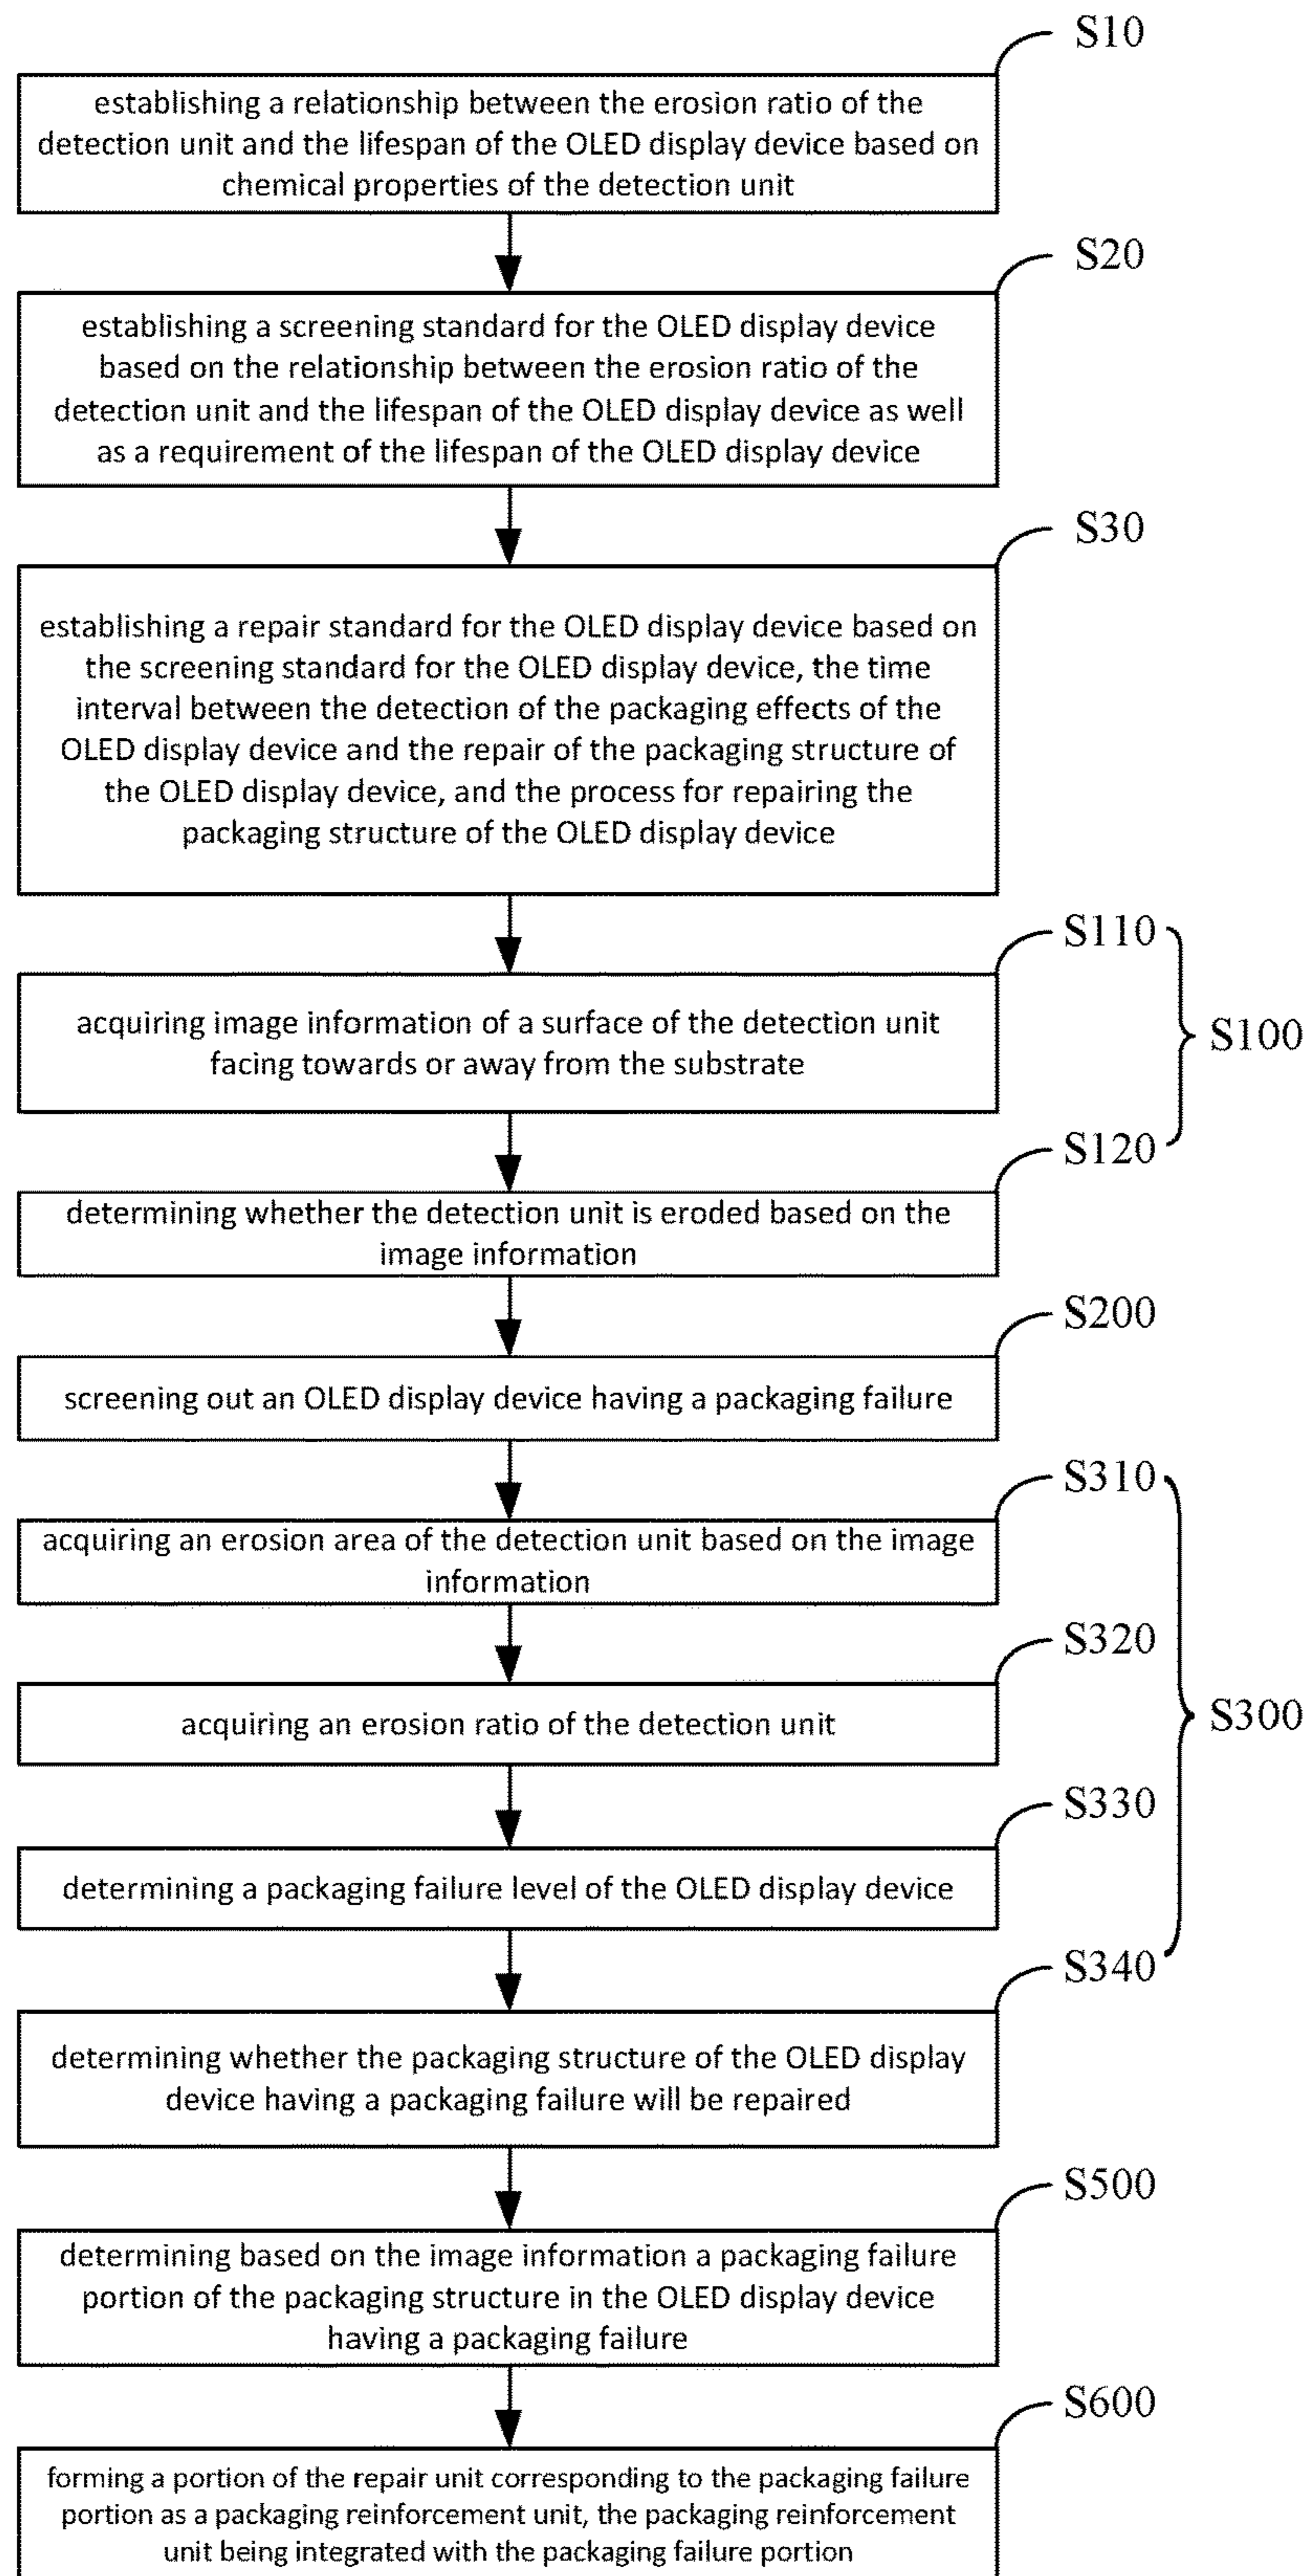 S10
establishing a relationship between the erosion ratio of the
detection unit and the lifespan of the OLED display device based on
chemical properties of the detection unit
S20
establishing a screening standard for the OLED display device
based on the relationship between the erosion ratio of the
detection unit and the lifespan of the OLED display device as well
as a requirement of the lifespan of the OLED display device
S30
establishing a repair standard for the OLED display device based on
the screening standard for the OLED display device, the time
interval between the detection of the packaging effects of the
OLED display device and the repair of the packaging structure of
the OLED display device, and the process for repairing the
packaging structure of the OLED display device
S110
acquiring image information of a surface of the detection unit
facing towards or away from the substrate
S100
S120
determining whether the detection unit is eroded based on the
image information
S200
screening out an OLED display device having a packaging failure
S310
acquiring an erosion area of the detection unit based on the image
information
S320
acquiring an erosion ratio of the detection unit
S300
S330
determining a packaging failure level of the OLED display device
S340
determining whether the packaging structure of the OLED display
device having a packaging failure will be repaired
S500
determining based on the image information a packaging failure
portion of the packaging structure in the OLED display device
having a packaging failure
S600
forming a portion of the repair unit corresponding to the packaging failure
portion as a packaging reinforcement unit, the packaging reinforcement
unit being integrated with the packaging failure portion